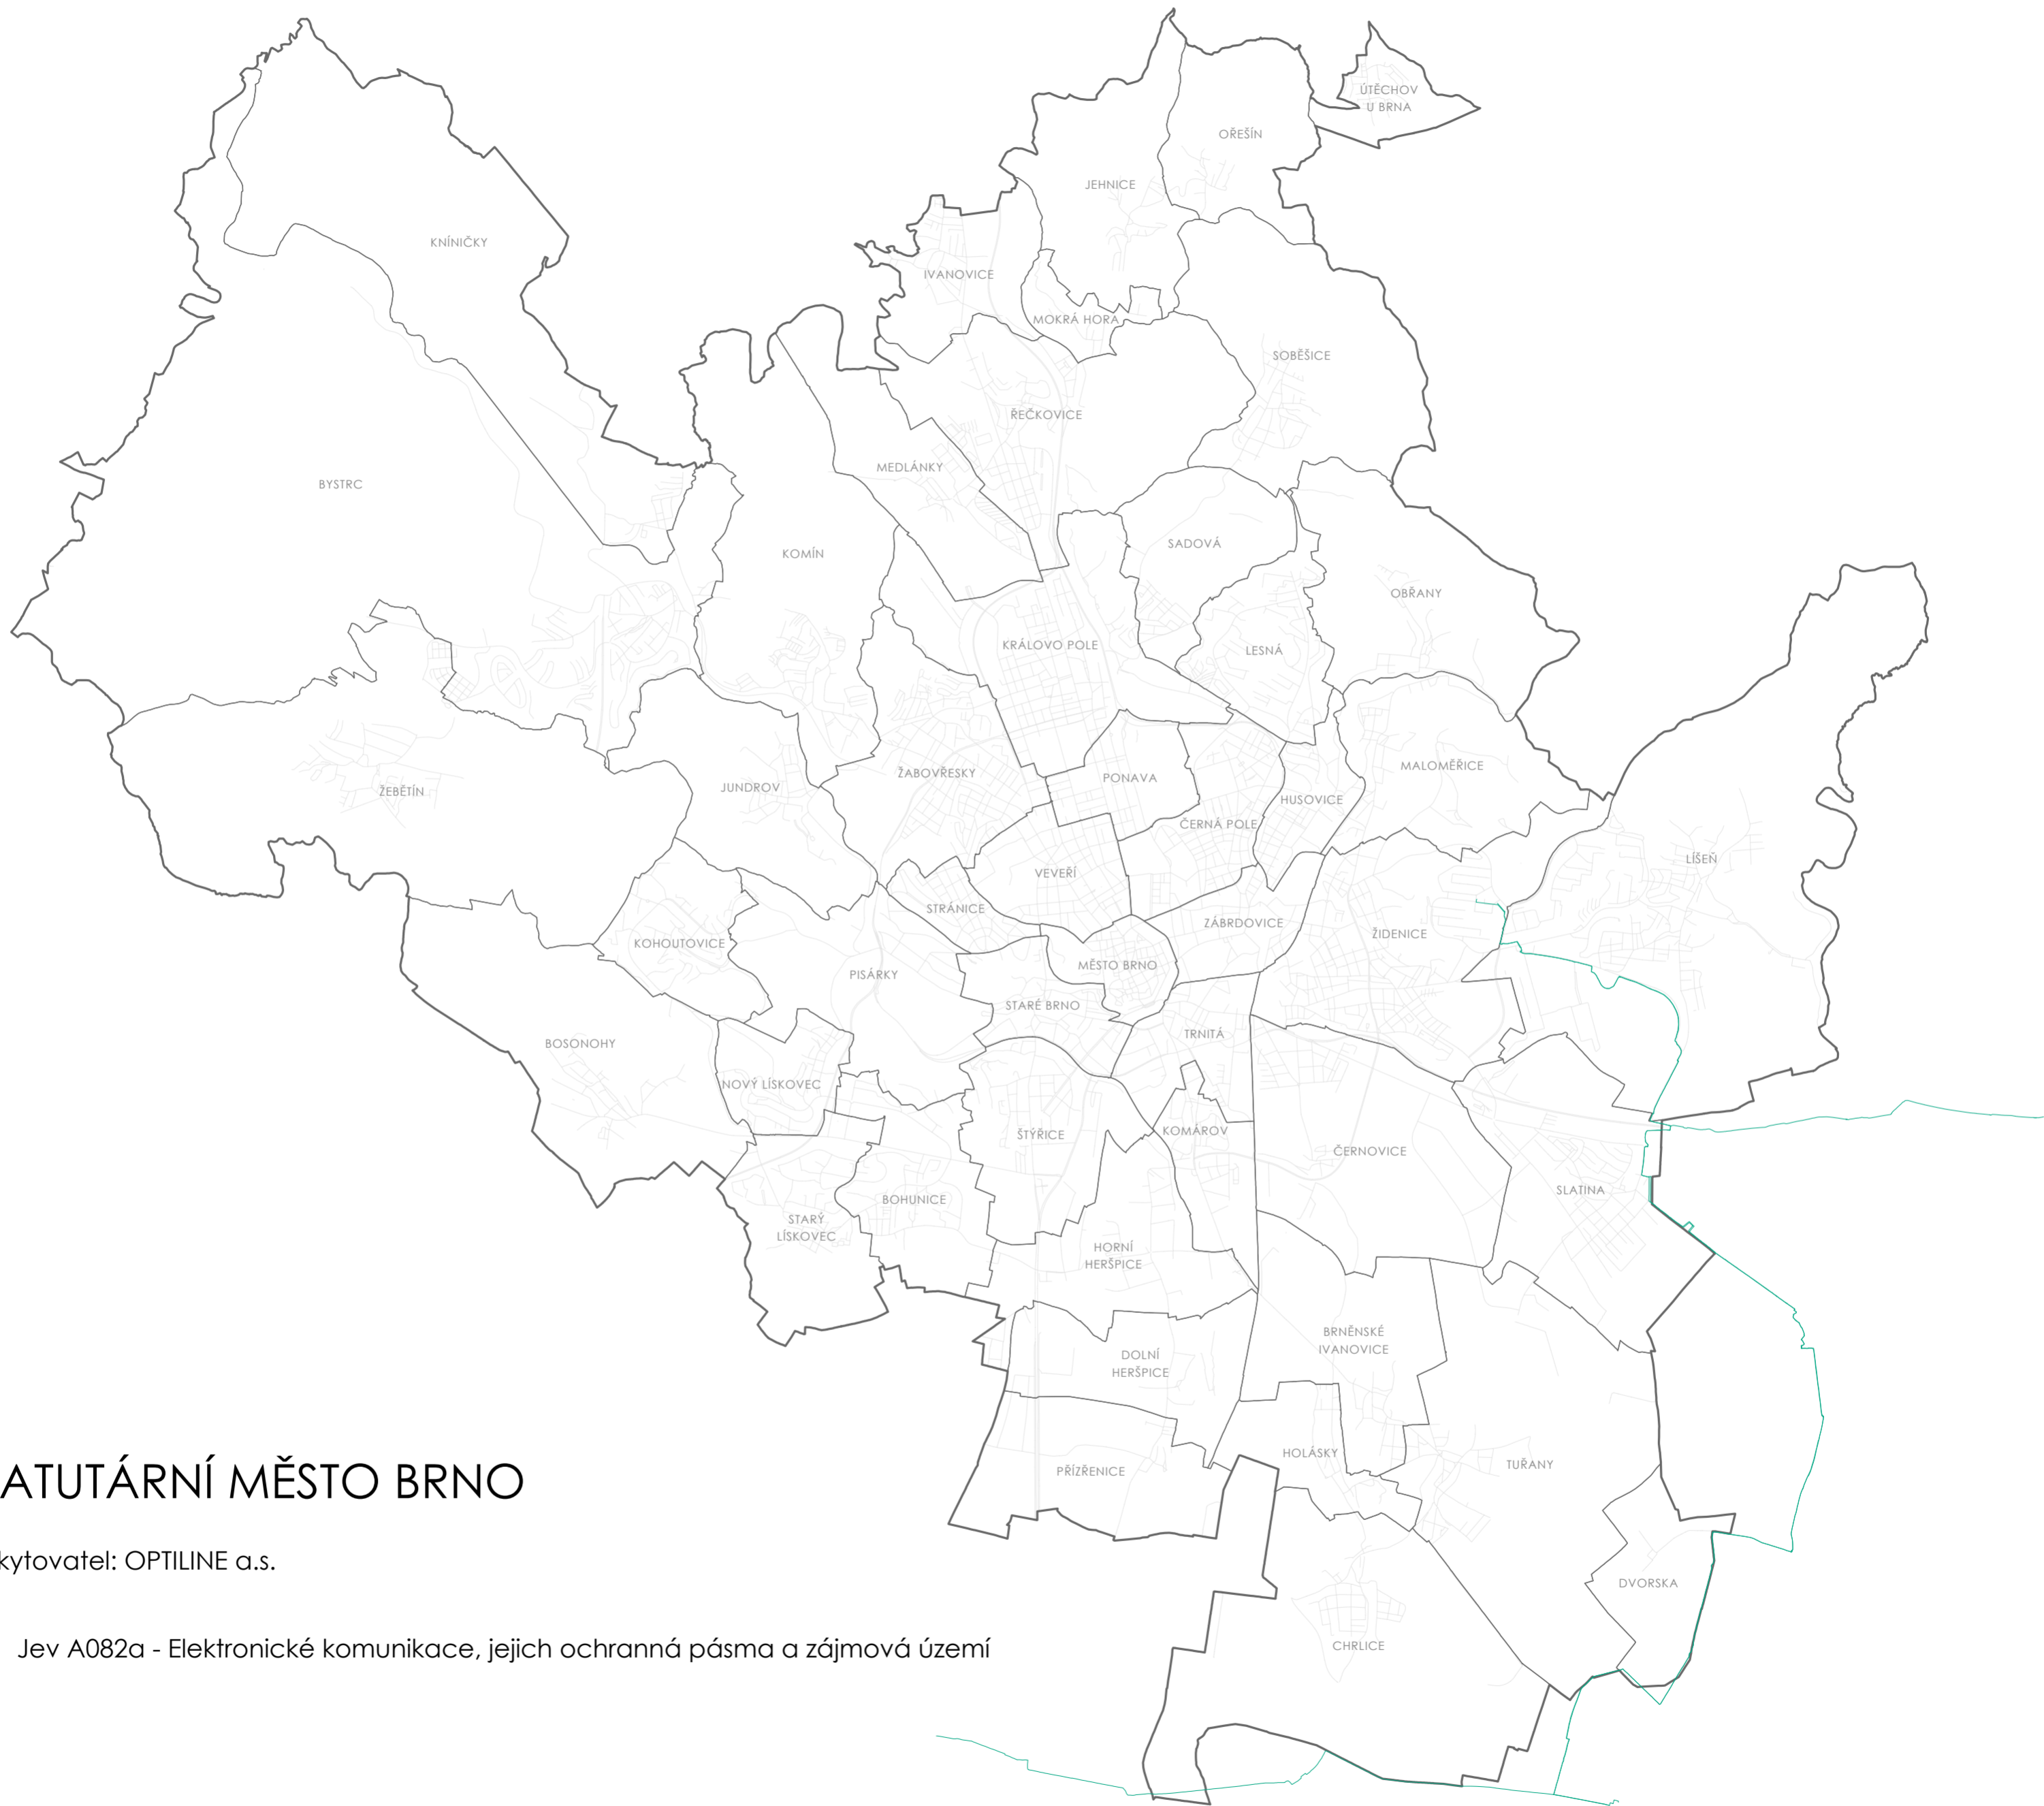 ÚTĚCHOV
U BRNA
OŘEŠÍN
JEHNICE
KNÍNIČKY
IVANOVICE
MOKRÁ HORA
SOBĚŠICE
ŘEČKOVICE
MEDLÁNKY
BYSTRC
SADOVÁ
KOMÍN
OBŘANY
KRÁLOVO POLE
LESNÁ
MALOMĚŘICE
ŽABOVŘESKY
PONAVA
JUNDROV
ŽEBĚTÍN
HUSOVICE
ČERNÁ POLE
LÍŠEŇ
VEVEŘÍ
STRÁNICE
ZÁBRDOVICE
ŽIDENICE
KOHOUTOVICE
MĚSTO BRNO
PISÁRKY
STARÉ BRNO
TRNITÁ
BOSONOHY
NOVÝ LÍSKOVEC
KOMÁROV
ŠTÝŘICE
ČERNOVICE
SLATINA
BOHUNICE
STARÝ
LÍSKOVEC
HORNÍ
HERŠPICE
BRNĚNSKÉ
IVANOVICE
DOLNÍ
HERŠPICE
HOLÁSKY
TUŘANY
PŘÍZŘENICE
ATUTÁRNÍ MĚSTO BRNO
kytovatel: OPTILINE a.s.
DVORSKA
CHRLICE
Jev A082a - Elektronické komunikace, jejich ochranná pásma a zájmová území